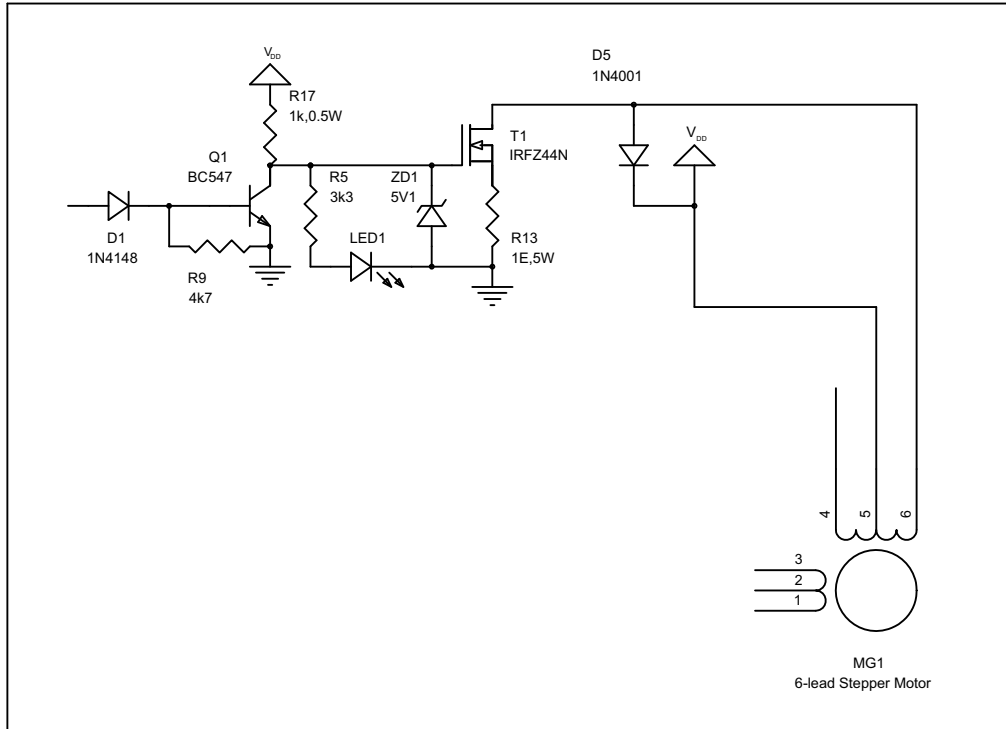 V_DD
R17
1k,0.5W
Q1
BC547
D1
1N4148
R9
4k7
R5
3k3
LED1
ZD1
5V1
T1
IRFZ44N
R13
1E,5W
D5
1N4001
V_DD
4
5
6
3
2
1
MG1
6-lead Stepper Motor